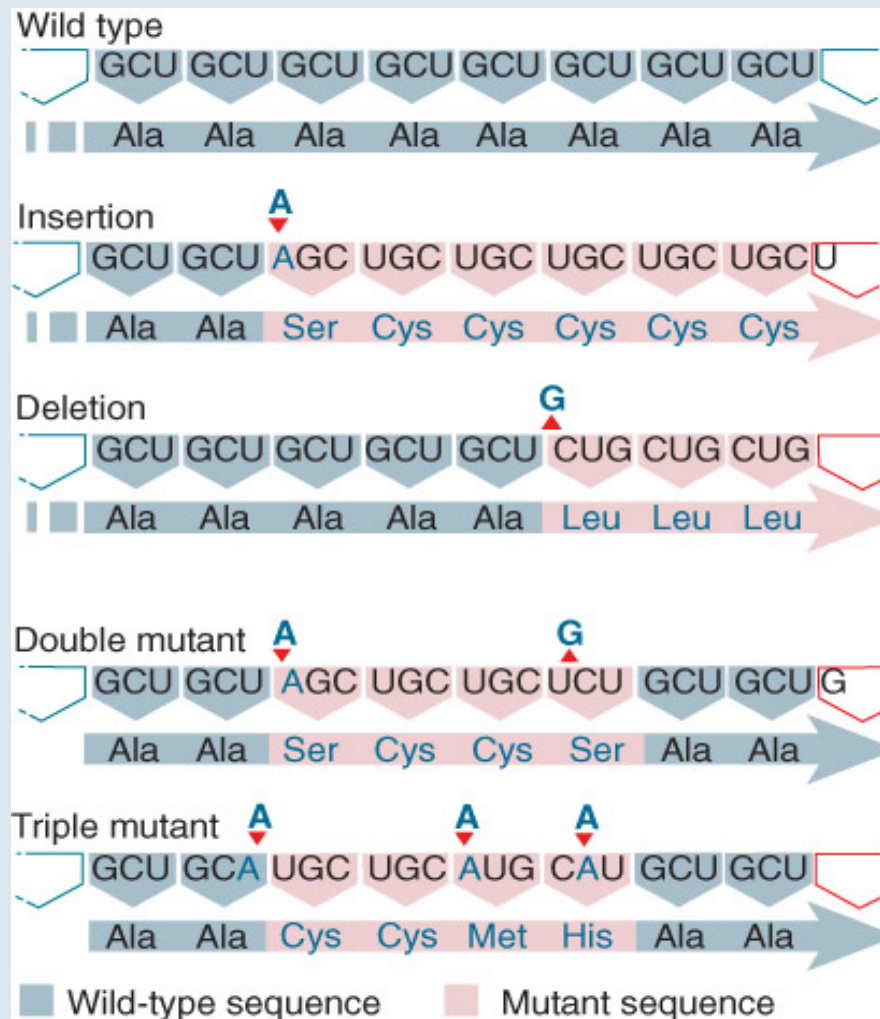 Wild type
GCU GCU GCU GCU GCU GCU GCU GCU
Ala Ala Ala Ala Ala Ala Ala Ala
A
Insertion
GCU GCU AGC UGC UGC UGC UGC UGC U
Ala Ala Ser Cys Cys Cys Cys Cys
G
Deletion
GCU GCU GCU GCU GCU CUG CUG CUG
Ala Ala Ala Ala Ala Leu Leu Leu
A G
Double mutant
GCU GCU AGC UGC UGC UCU GCU GCU G
Ala Ala Ser Cys Cys Ser Ala Ala
A A A
Triple mutant
GCU GCA UGC UGC AUG CAU GCU GCU
Ala Ala Cys Cys Met His Ala Ala
Wild-type sequence Mutant sequence